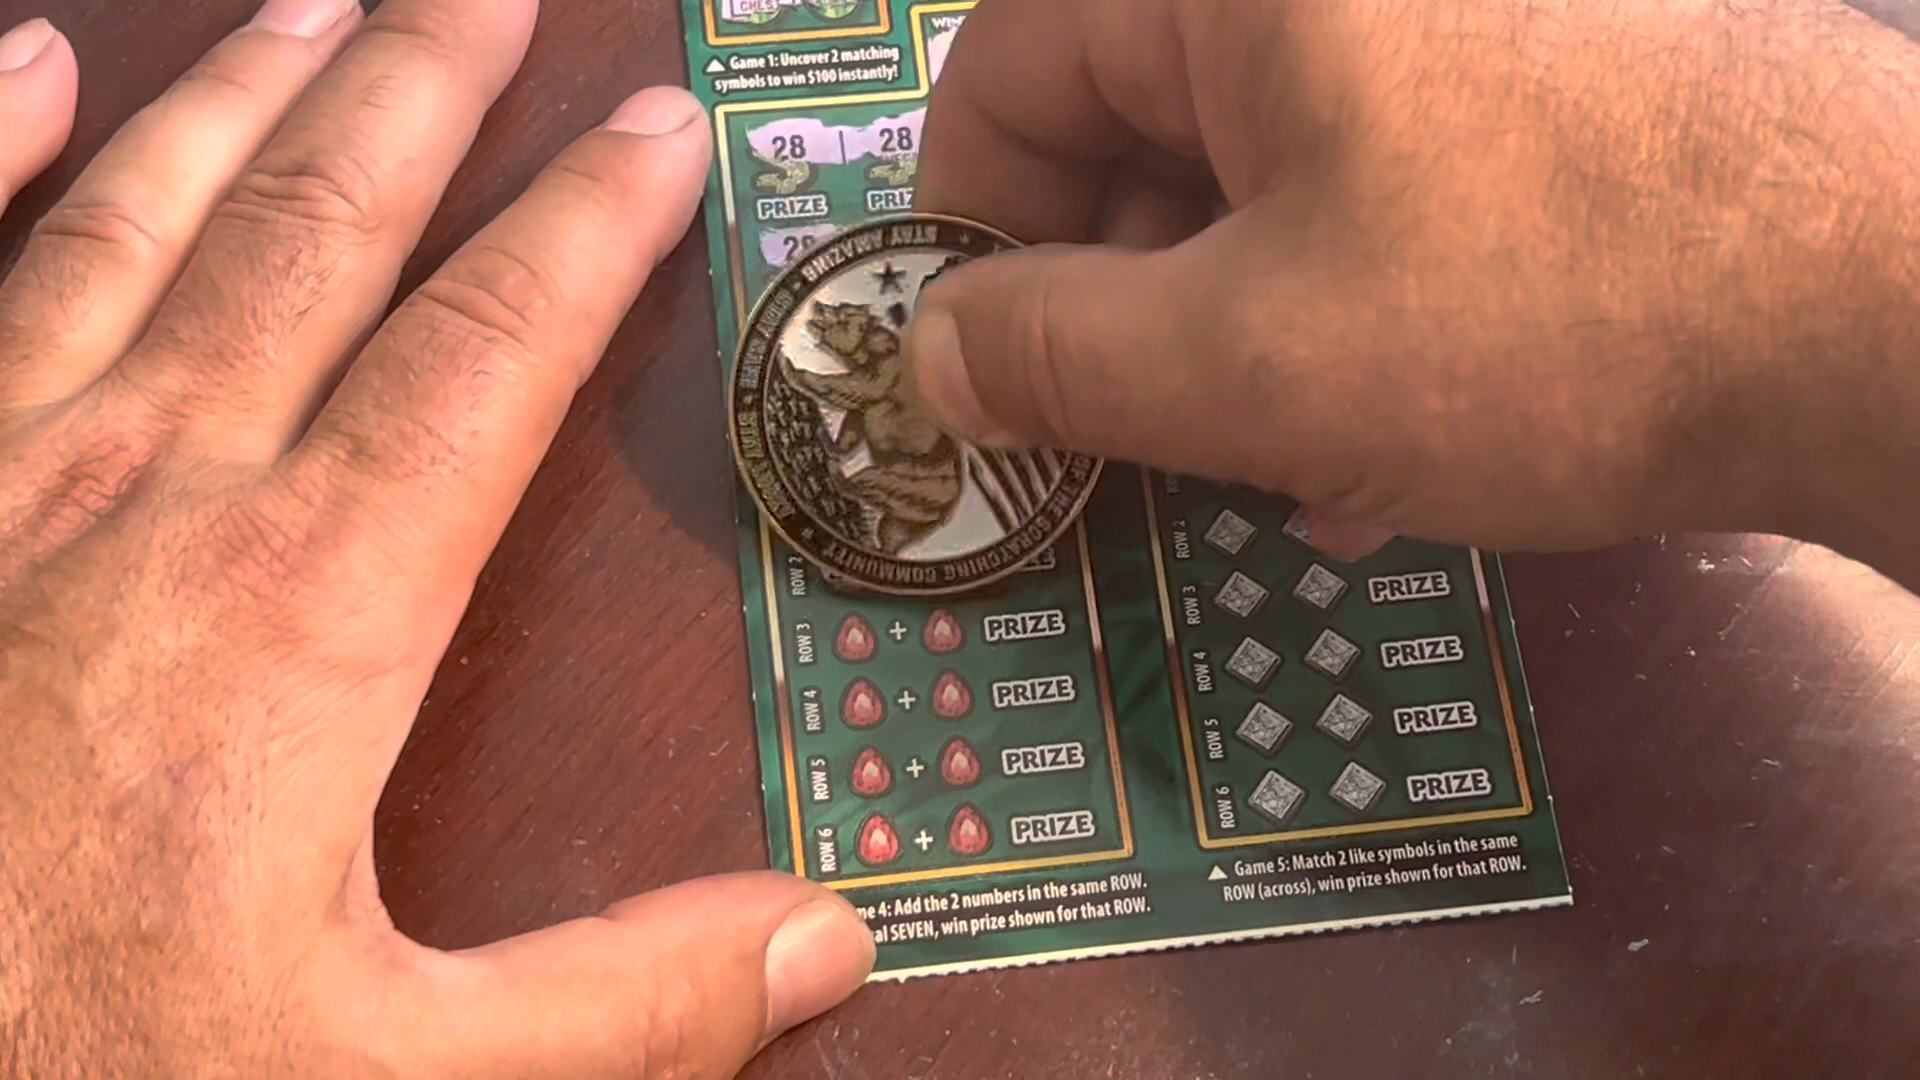 CHES
Game 1: Uncover 2 matching
symbols to win $100 instantly!
28 28
PRIZE
STAY AMAZING
STAY SAFE
OF THE SCRATCHING COMMUNITY
ROW 2
ROW 3 + PRIZE
ROW 4 + PRIZE
ROW 5 + PRIZE
ROW 6 + PRIZE
4: Add the 2 numbers in the same ROW.
SEVEN, win prize shown for that ROW.
ROW 2
ROW 3 PRIZE
ROW 4 PRIZE
ROW 5 PRIZE
ROW 6 PRIZE
Game 5: Match 2 like symbols in the same
ROW (across), win prize shown for that ROW.